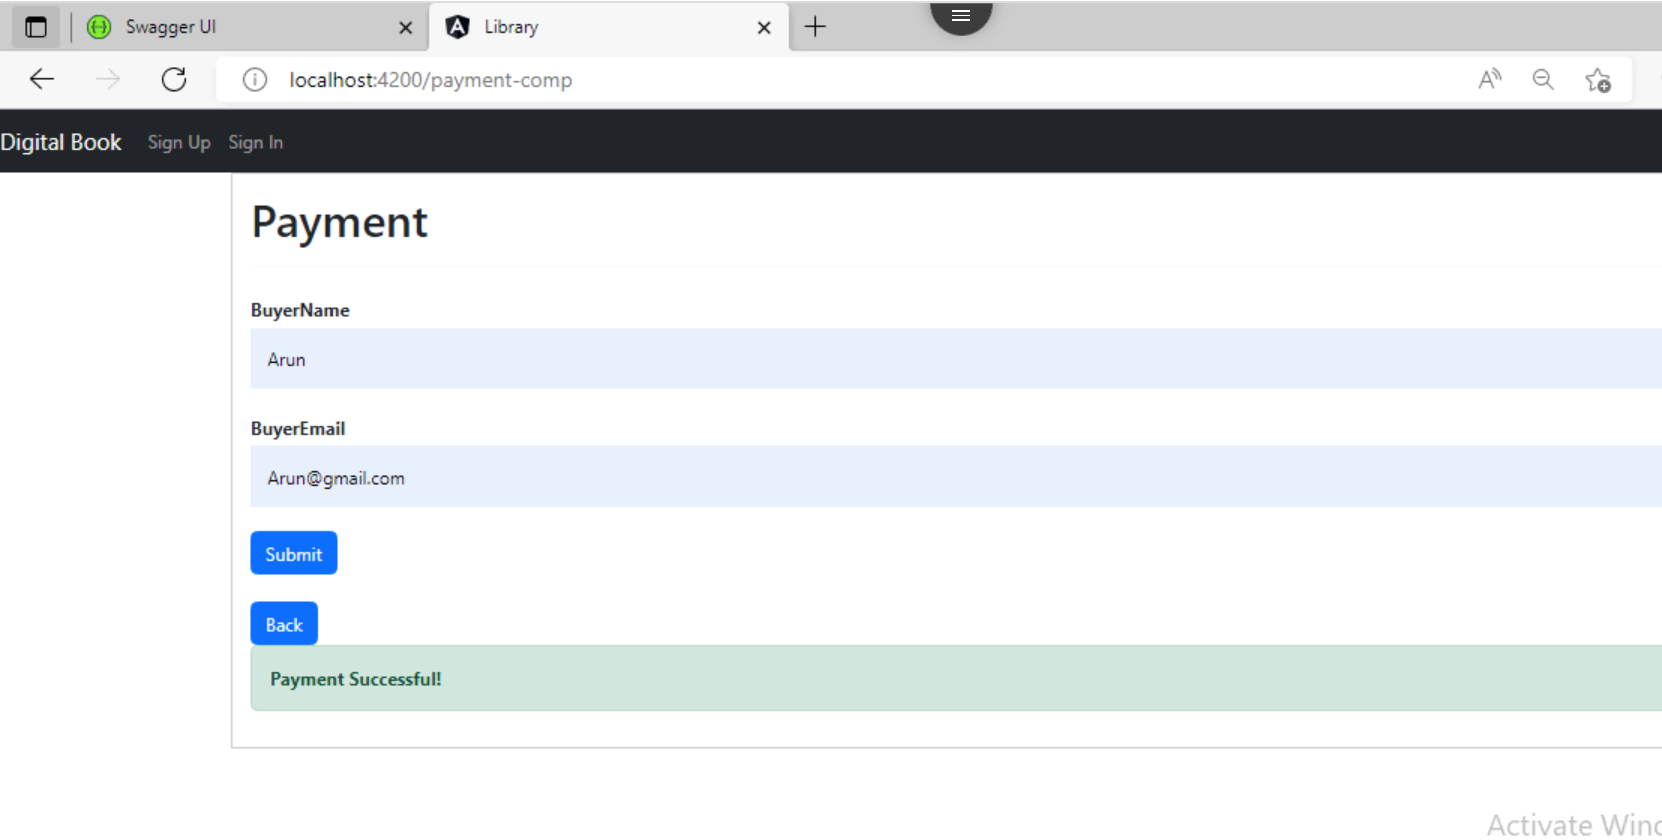 Swagger UI
Library
localhost:4200/payment-comp
Digital Book Sign Up Sign In
Payment
BuyerName
Arun
BuyerEmail
Arun@gmail.com
Submit
Back
Payment Successful!
Activate